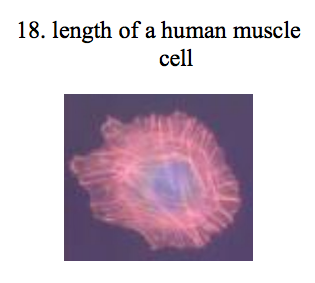 18. length of a human muscle
cell